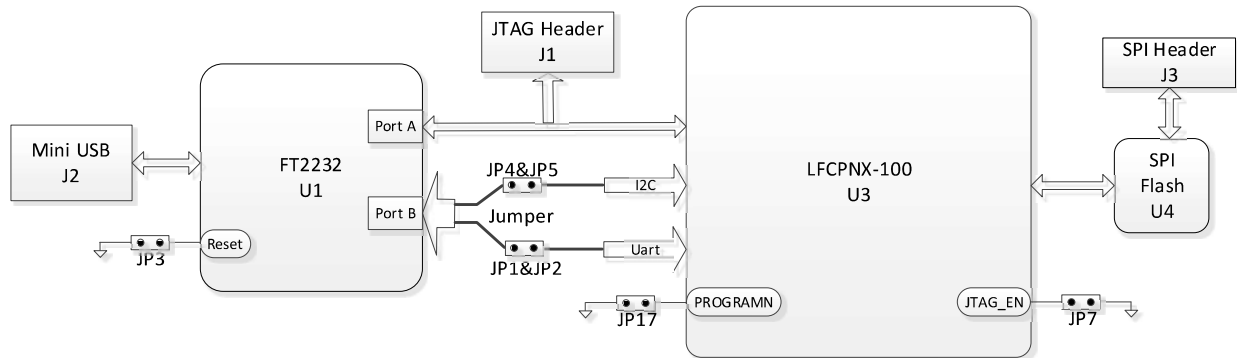 JTAG Header
J1
SPI Header
J3
Mini USB
J2
FT2232
U1
Port A
Port B
Reset
JP3
JP4&JP5
Jumper
JP1&JP2
I2C
Uart
LFCPNX-100
U3
PROGRAMN
JP17
JTAG_EN
JP7
SPI
Flash
U4